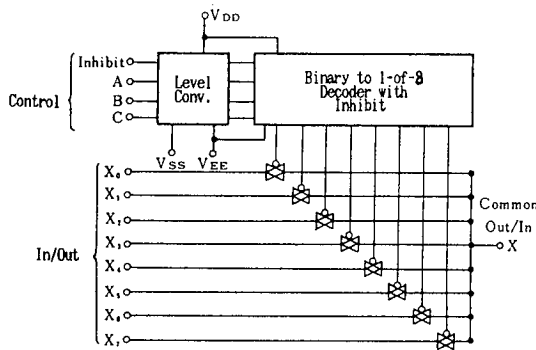 VDD
Inhibit
A
B
C
Control
Level
Conv.
Binary to 1-of-8
Decoder with
Inhibit
VSS
VEE
X0
X1
X2
X3
X4
X5
X6
X7
In/Out
Common
Out/In
X